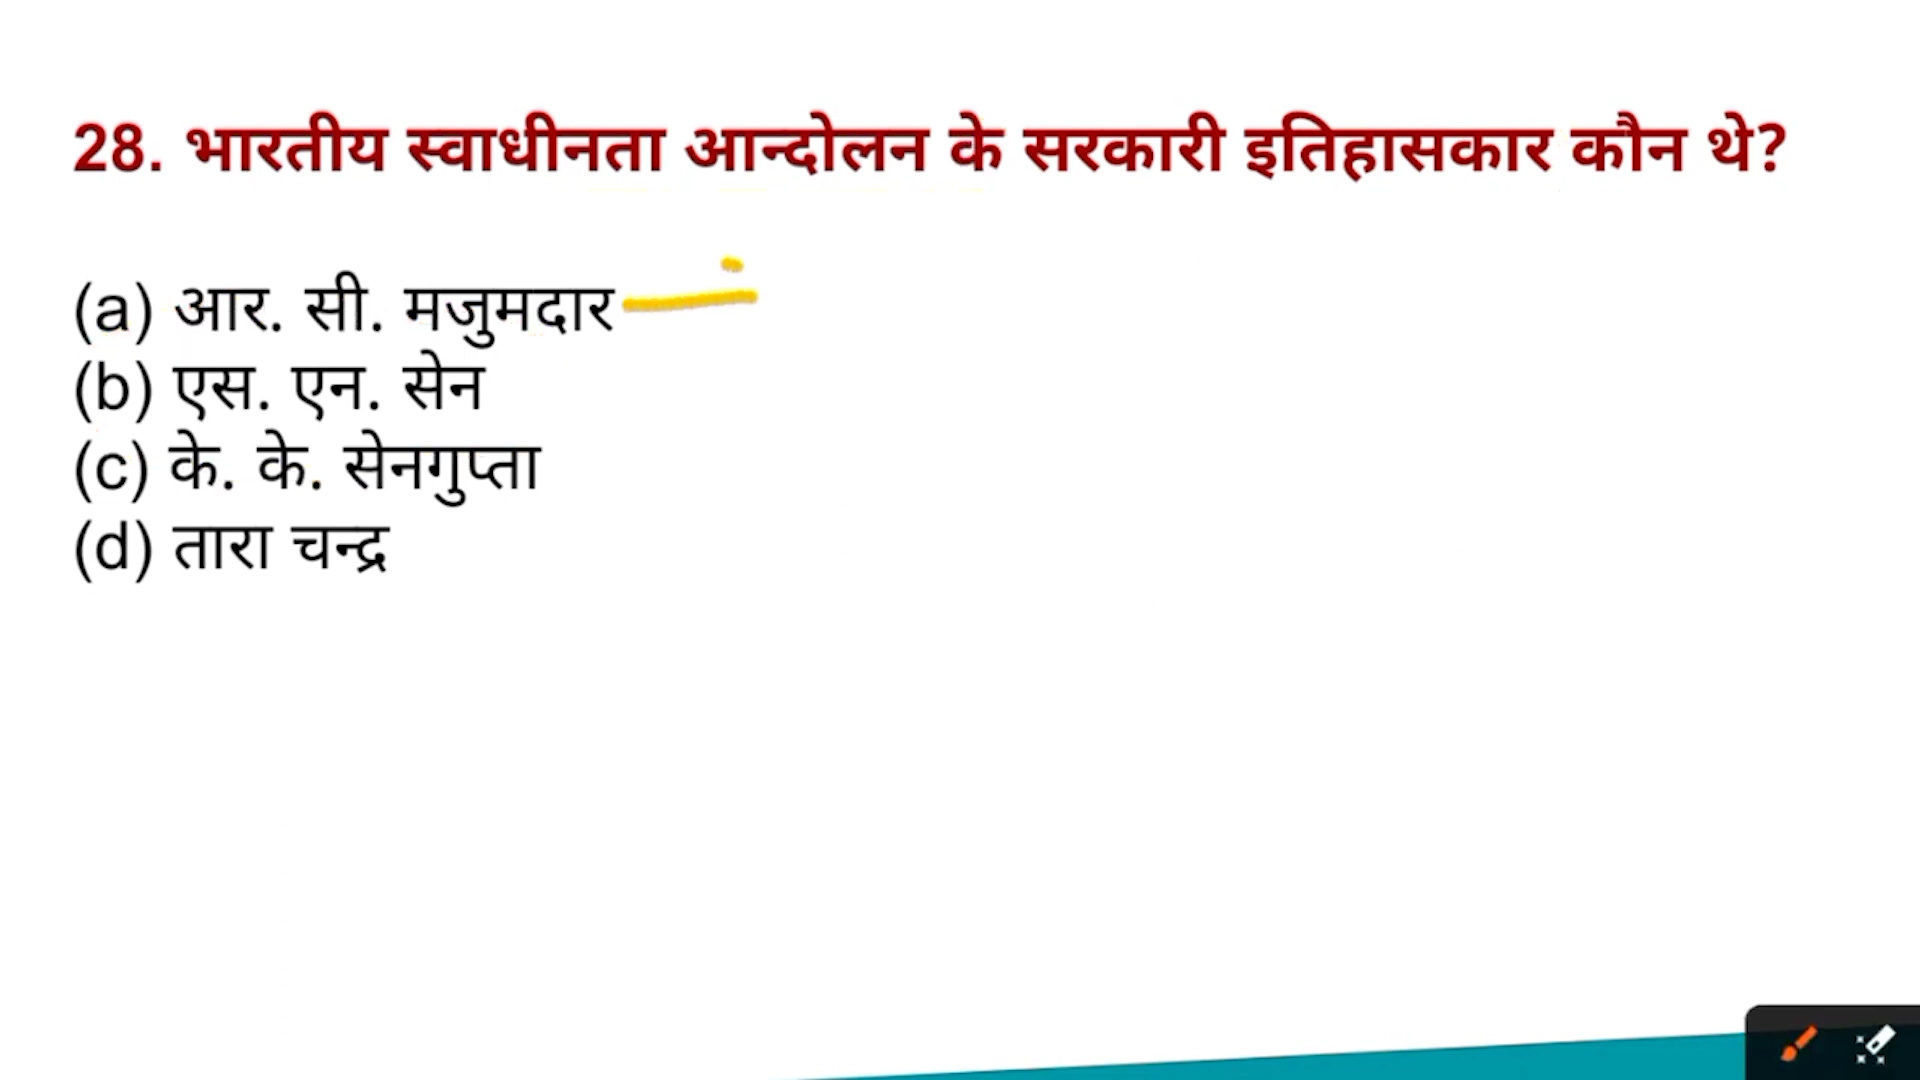 28. भारतीय स्वाधीनता आन्दोलन के सरकारी इतिहासकार कौन थे?
(a) आर. सी. मजुमदार
(b) एस. एन. सेन
(c) के. के. सेनगुप्ता
(d) तारा चन्द्र